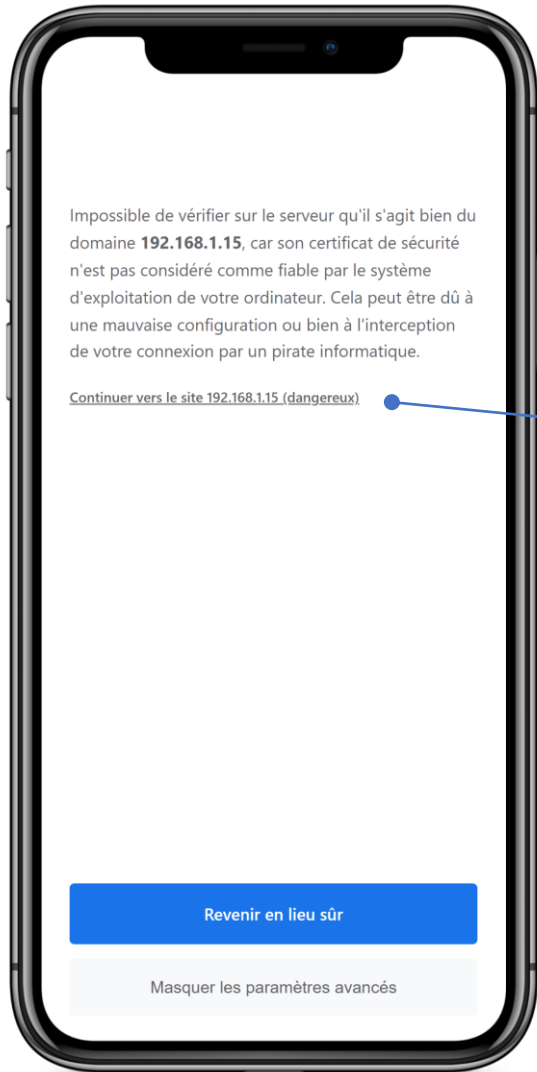 Impossible de vérifier sur le serveur qu'il s'agit bien du
domaine 192.168.1.15, car son certificat de sécurité
n'est pas considéré comme fiable par le système
d'exploitation de votre ordinateur. Cela peut être dû à
une mauvaise configuration ou bien à l'interception
de votre connexion par un pirate informatique.
Continuer vers le site 192.168.1.15 (dangereux)
Revenir en lieu sûr
Masquer les paramètres avancés